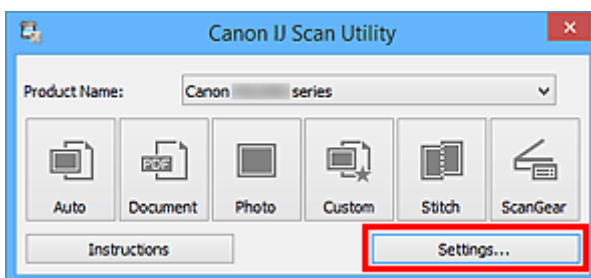 Canon IJ Scan Utility
Product Name: Canon series
PDF
Auto Document Photo Custom Stitch ScanGear
Instructions Settings...